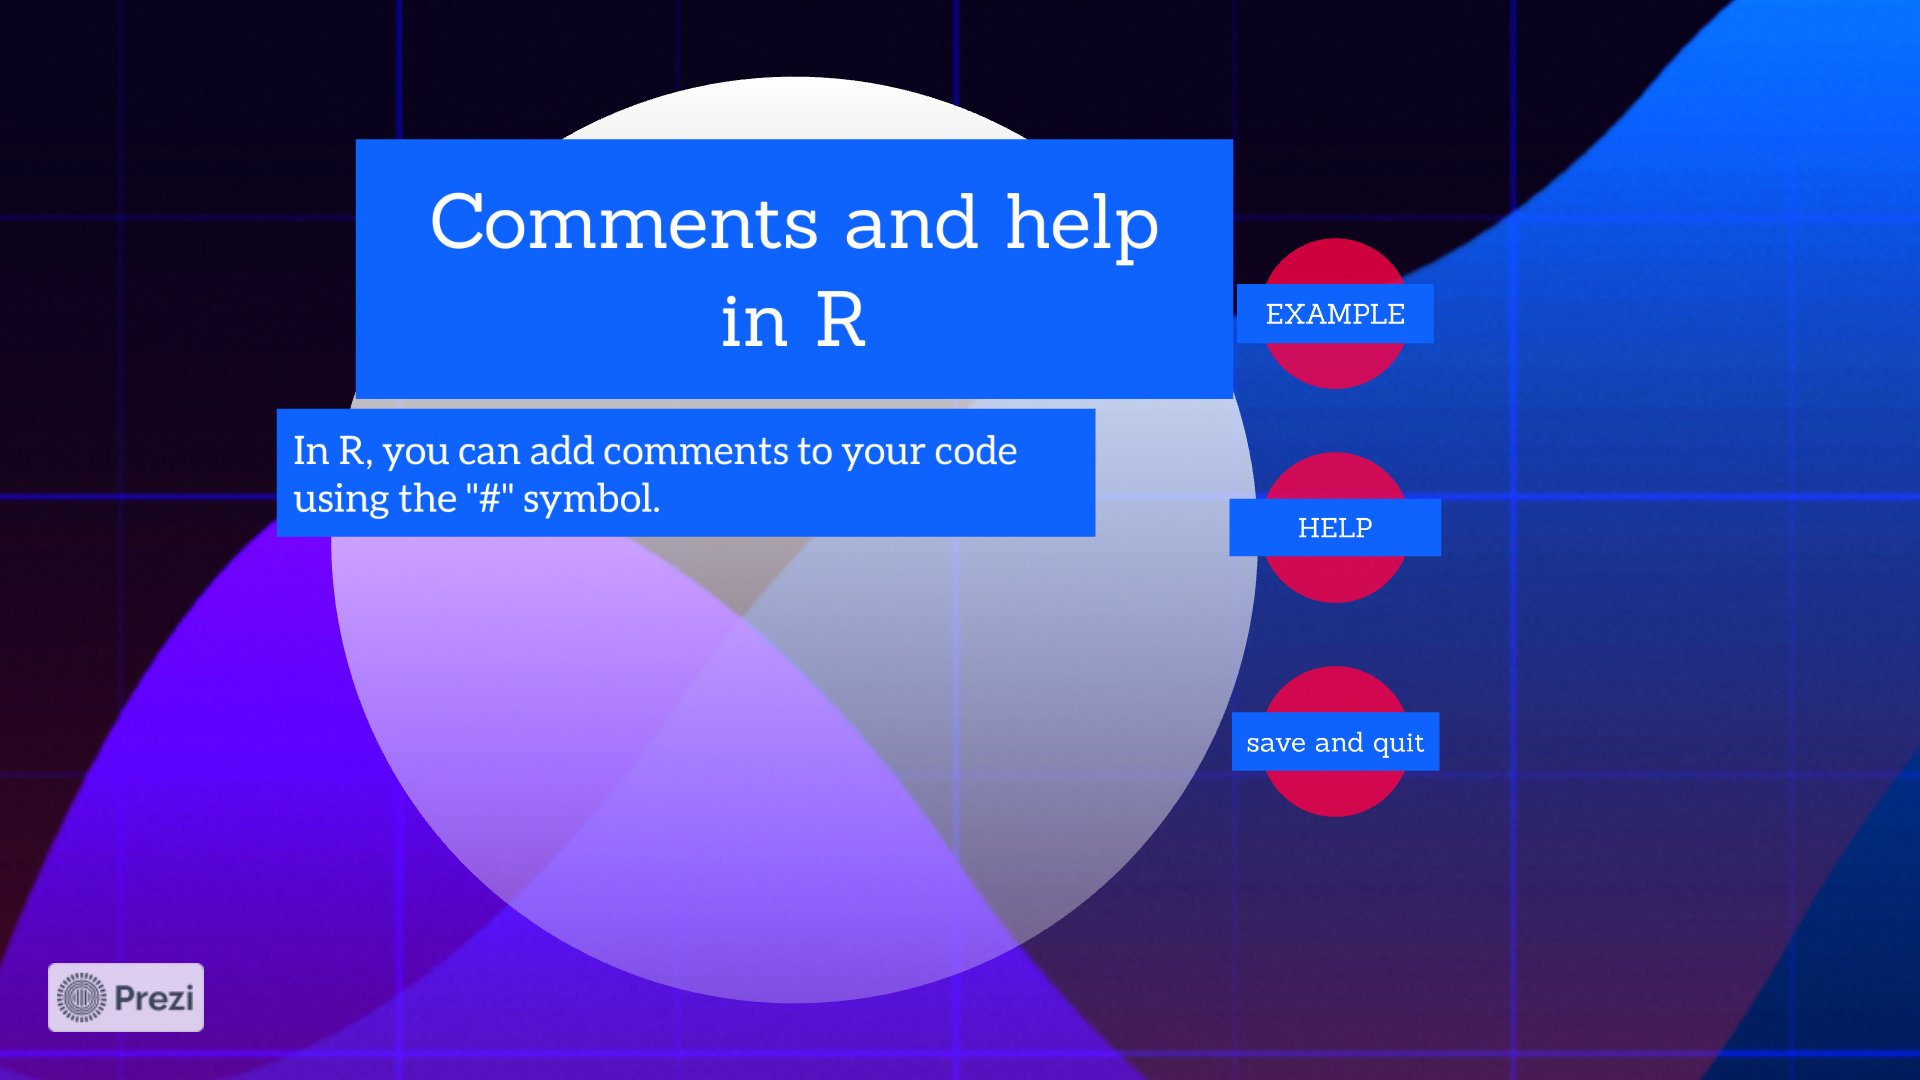 Comments and help
in R
In R, you can add comments to your code
using the "#" symbol.
EXAMPLE
HELP
save and quit
Prezi